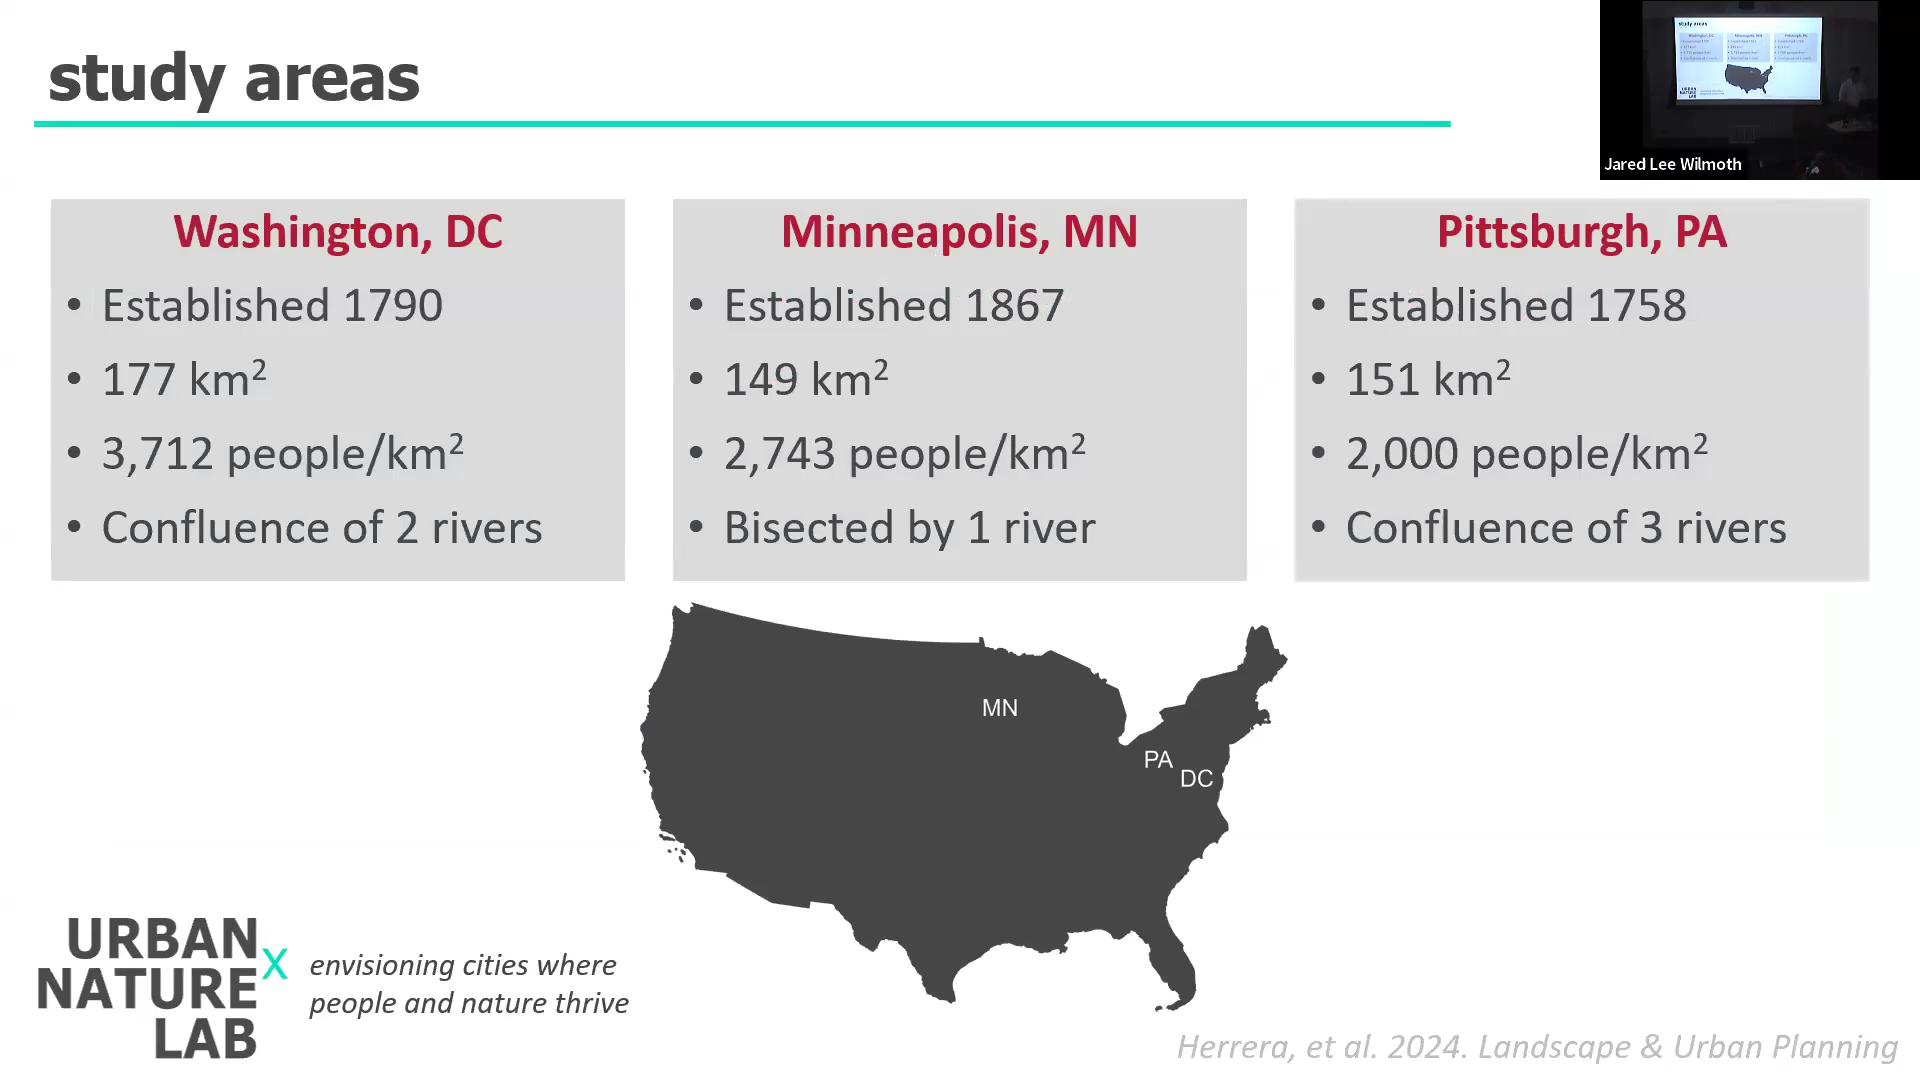 study areas
Jared Lee Wilmoth
Washington, DC
• Established 1790
• 177 km²
• 3,712 people/km²
• Confluence of 2 rivers
Minneapolis, MN
• Established 1867
• 149 km²
• 2,743 people/km²
• Bisected by 1 river
Pittsburgh, PA
• Established 1758
• 151 km²
• 2,000 people/km²
• Confluence of 3 rivers
MN
PA
DC
URBAN
NATURE
LAB
x
envisioning cities where
people and nature thrive
Herrera, et al. 2024. Landscape & Urban Planning